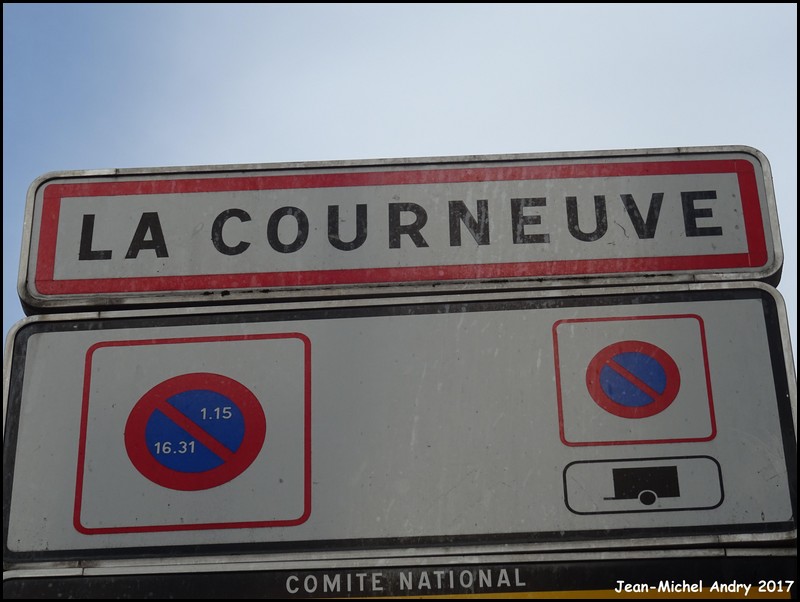 LA COURNEUVE
1.15
16.31
COMITE NATIONAL
Jean-Michel Andry 2017